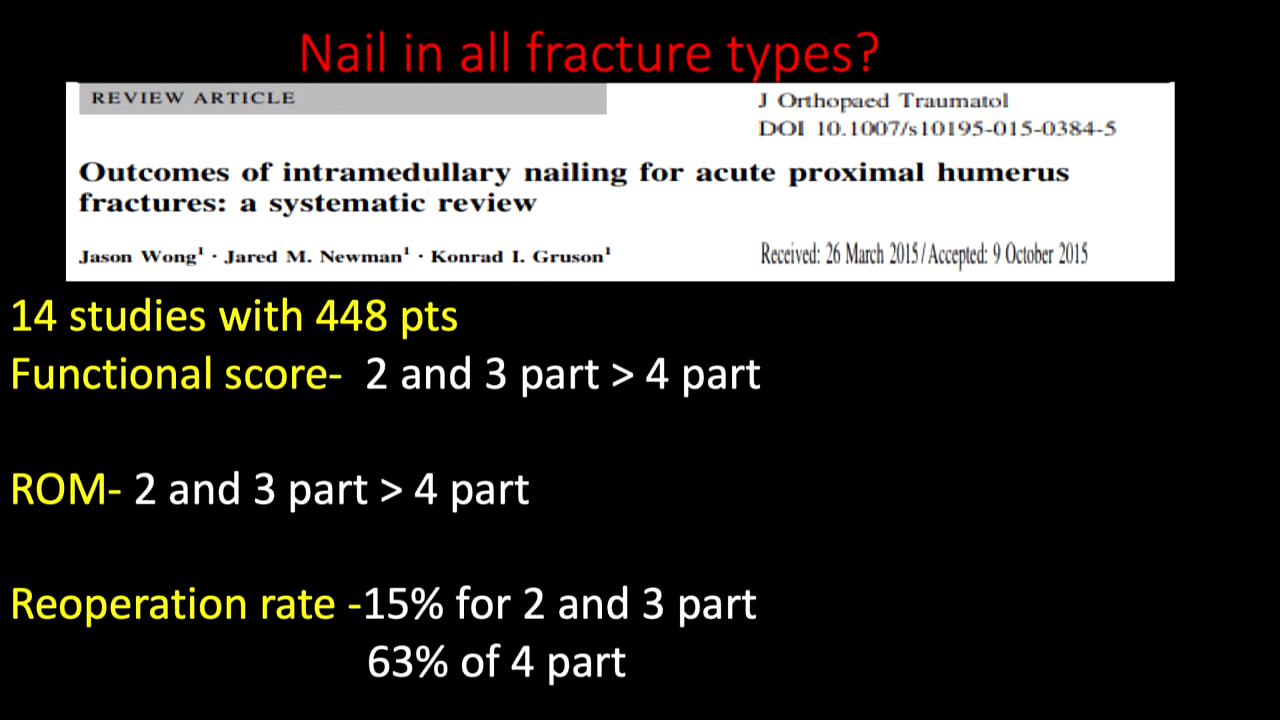 Nail in all fracture types?
REVIEW ARTICLE
J Orthopaed Traumatol
DOI 10.1007/s10195-015-0384-5
Outcomes of intramedullary nailing for acute proximal humerus
fractures: a systematic review
Jason Wong¹ · Jared M. Newman¹ · Konrad I. Gruson¹
Received: 26 March 2015 / Accepted: 9 October 2015
14 studies with 448 pts
Functional score- 2 and 3 part > 4 part
ROM- 2 and 3 part > 4 part
Reoperation rate -15% for 2 and 3 part
63% of 4 part